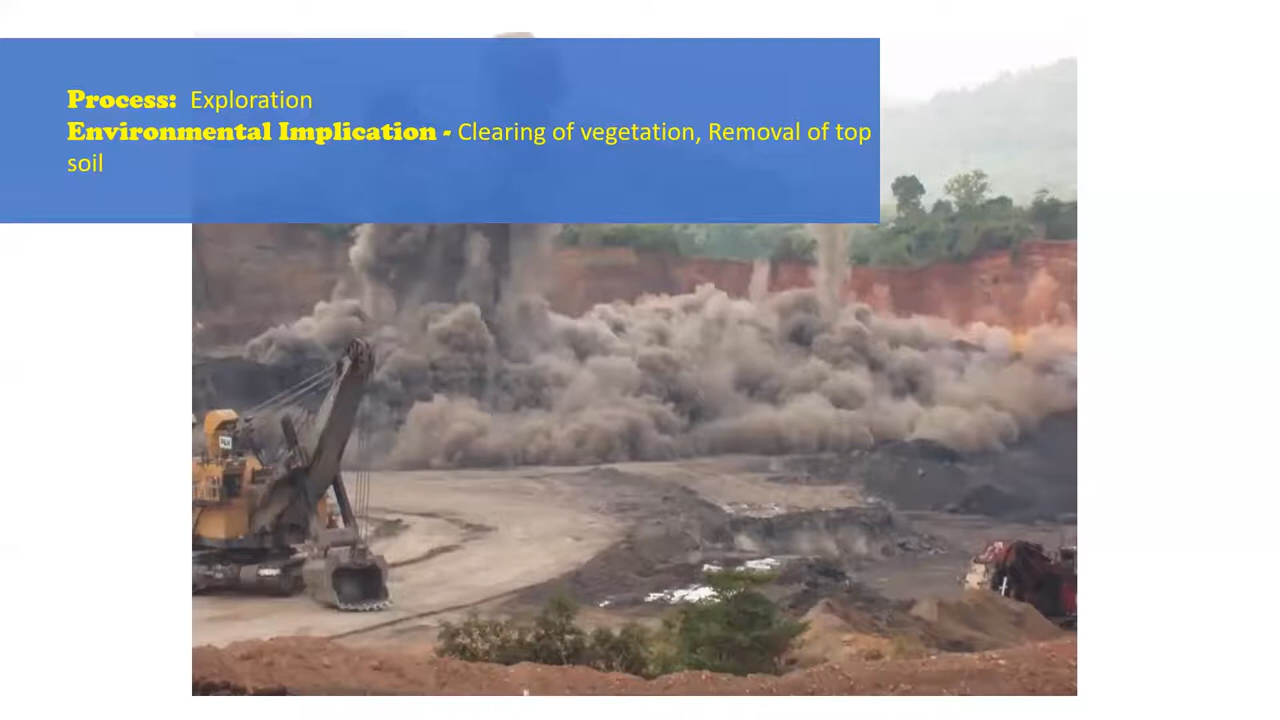 Process: Exploration
Environmental Implication - Clearing of vegetation, Removal of top
soil